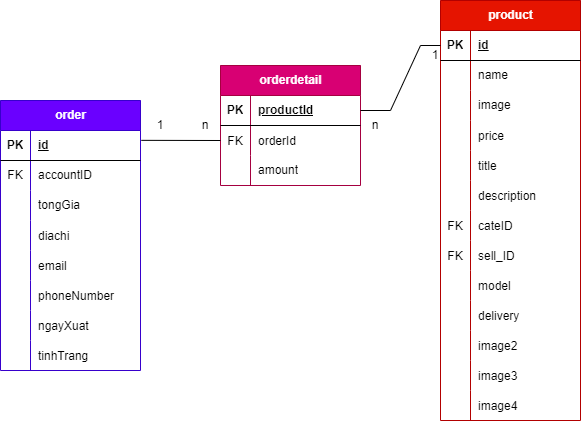 order
PK id
FK accountID
tongGia
diachi
email
phoneNumber
ngayXuat
tinhTrang
1 n
orderdetail
PK productId
FK orderId
amount
n 1
product
PK id
name
image
price
title
description
FK cateID
FK sell_ID
model
delivery
image2
image3
image4